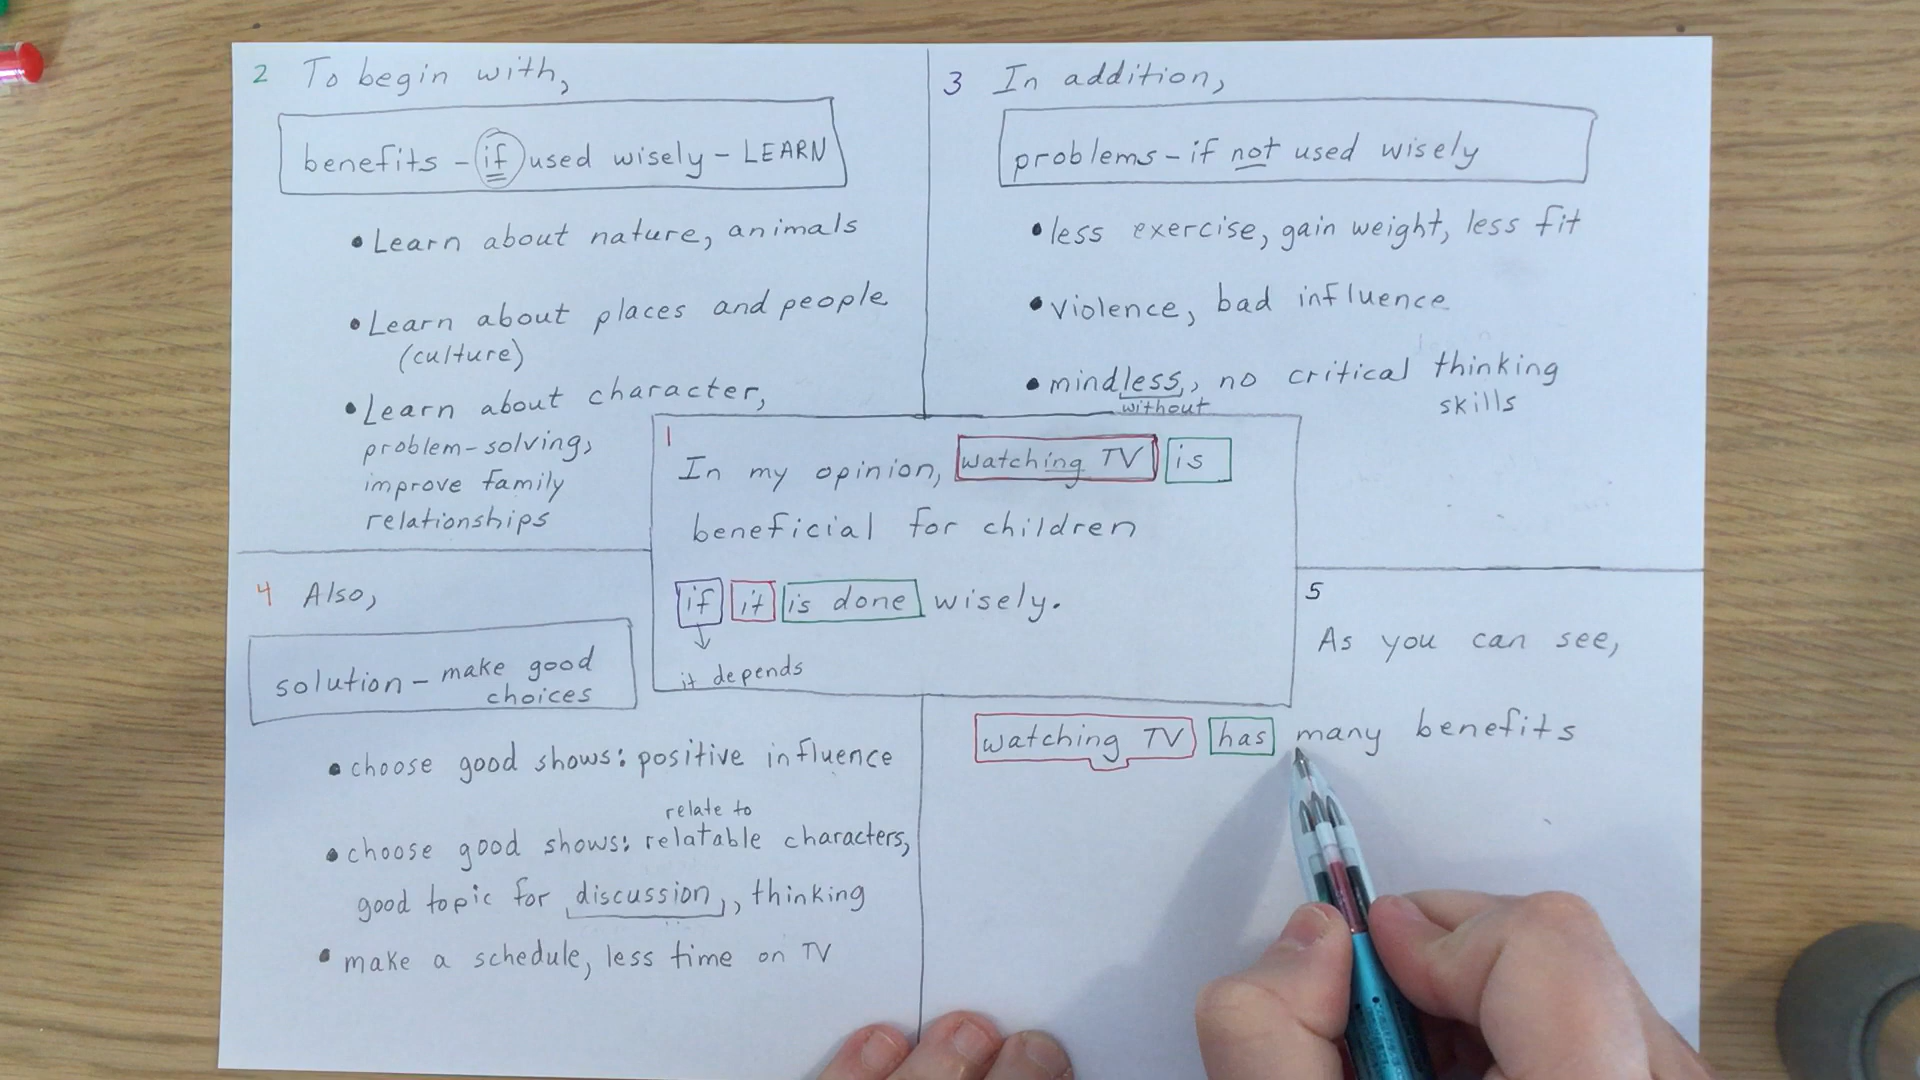 2 To begin with,
benefits - if used wisely - LEARN
• Learn about nature, animals
• Learn about places and people
(culture)
• Learn about character,
problem-solving,
improve family
relationships
3 In addition,
problems - if not used wisely
• less exercise, gain weight, less fit
• violence, bad influence
• mindless, no critical thinking
without
skills
1
In my opinion, watching TV is
beneficial for children
if it is done wisely.
it depends
4 Also,
solution - make good
choices
• choose good shows: positive influence
relate to
• choose good shows: relatable characters,
good topic for discussion, thinking
• make a schedule, less time on TV
5
As you can see,
watching TV has many benefits